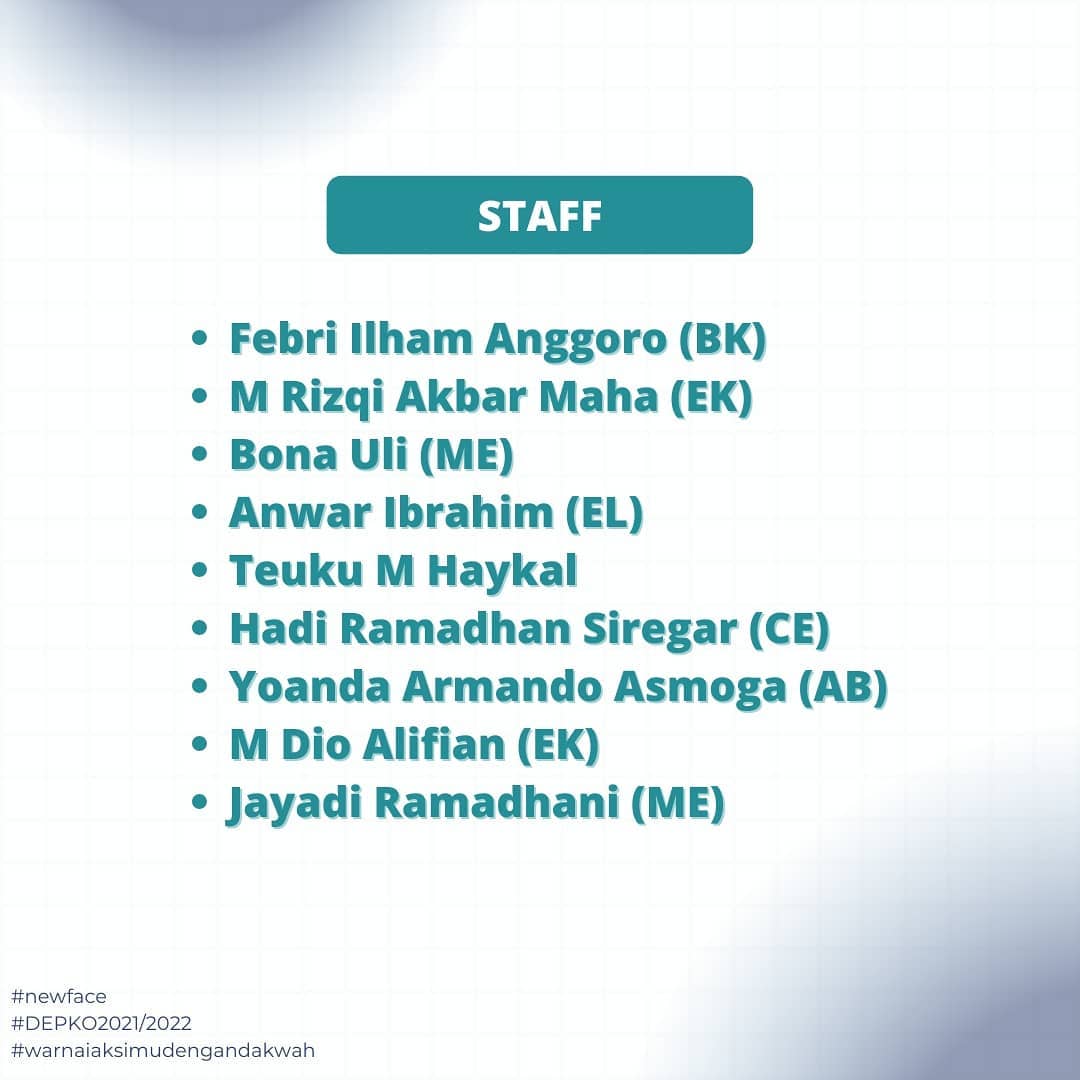 STAFF
• Febri Ilham Anggoro (BK)
• M Rizqi Akbar Maha (EK)
• Bona Uli (ME)
• Anwar Ibrahim (EL)
• Teuku M Haykal
• Hadi Ramadhan Siregar (CE)
• Yoanda Armando Asmoga (AB)
• M Dio Alifian (EK)
• Jayadi Ramadhani (ME)
#newface
#DEPKO2021/2022
#warnaiaksimudengandakwah